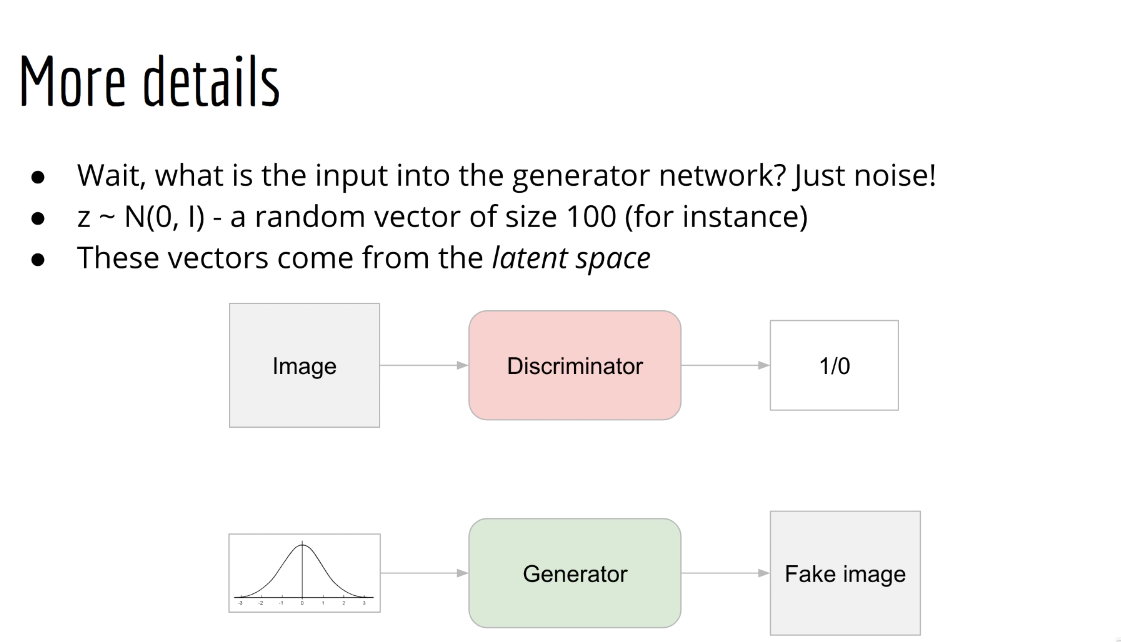 More details
● Wait, what is the input into the generator network? Just noise!
● z ~ N(0, I) - a random vector of size 100 (for instance)
● These vectors come from the latent space
Image
Discriminator
1/0
-3 -2 -1 0 1 2 3
Generator
Fake image